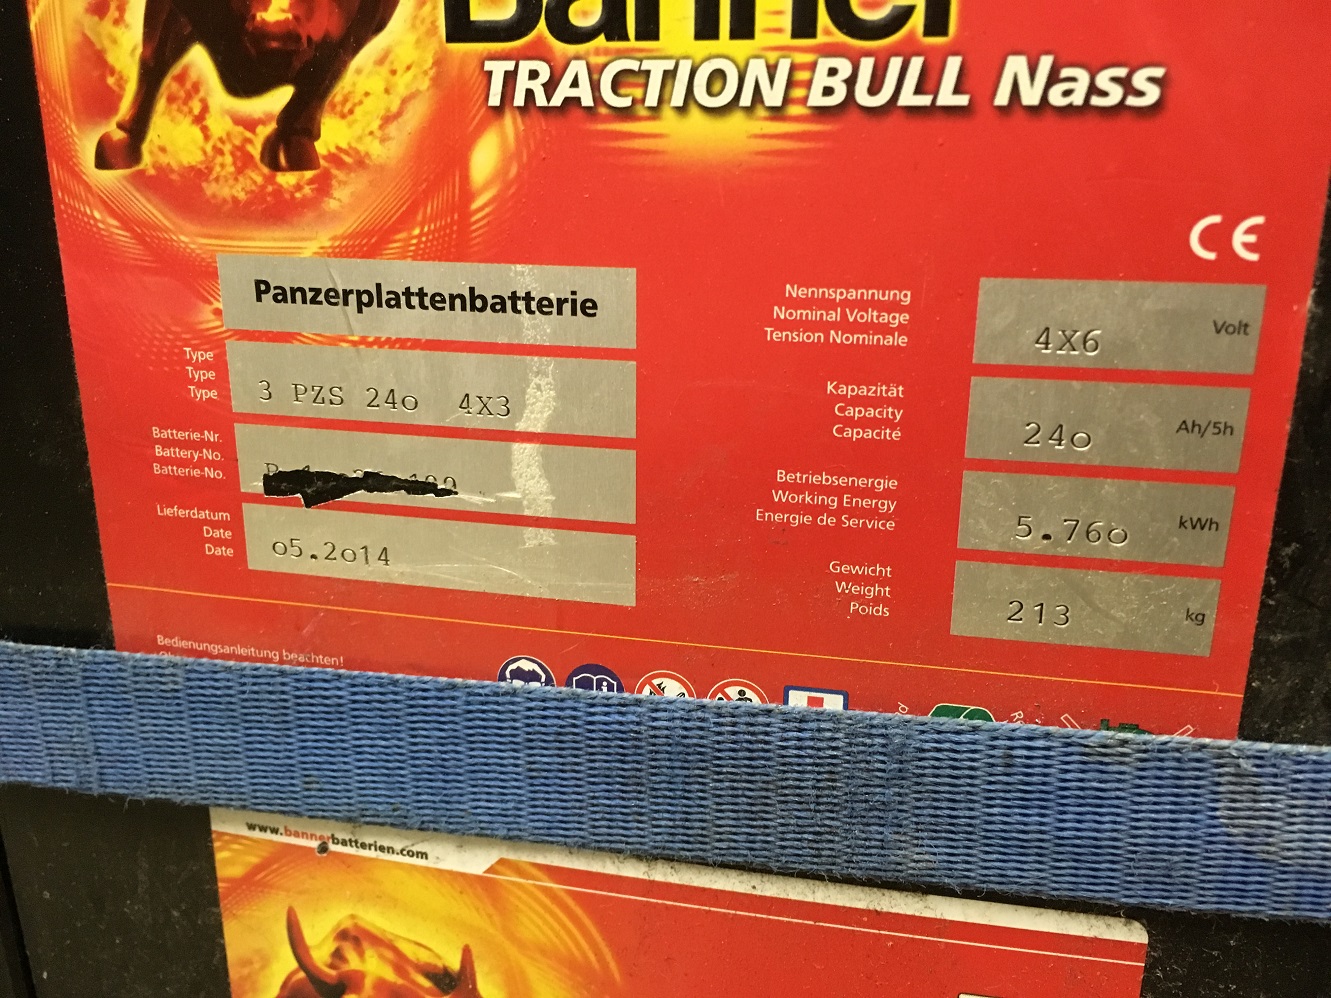 Banner
TRACTION BULL Nass
CE
Panzerplattenbatterie
Type
Type
Type
3 PZS 240 4X3
Batterie-Nr.
Battery-No.
Batterie-No.
Lieferdatum
Date
Date
05.2014
Nennspannung
Nominal Voltage
Tension Nominale
4X6 Volt
Kapazität
Capacity
Capacité
240 Ah/5h
Betriebsenergie
Working Energy
Energie de Service
5.760 kWh
Gewicht
Weight
Poids
213 kg
Bedienungsanleitung beachten!
www.bannerbatterien.com